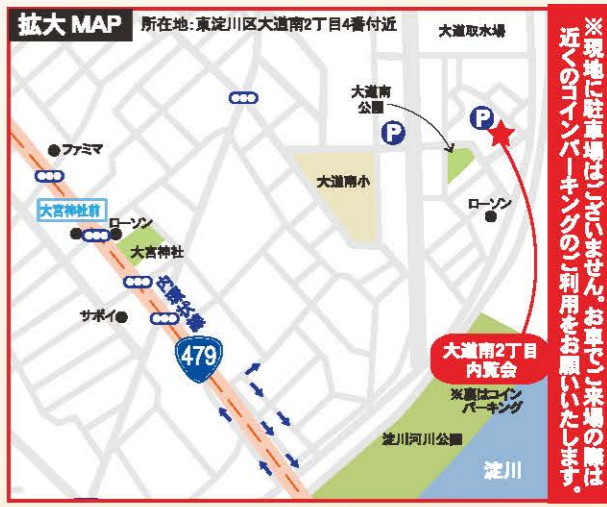 拡大 MAP
所在地:東淀川区大道南2丁目4番付近
大道取水場
大道南
公園
P
P
ファミマ
大道南小
大宮神社前
ローソン
ローソン
大宮神社
サボイ
内環状線
479
大道南2丁目
内覧会
※裏はコイン
パーキング
淀川河川公園
淀川
※現地に駐車場はございません。お車でご来場の際は
近くのコインパーキングのご利用をお願いいたします。